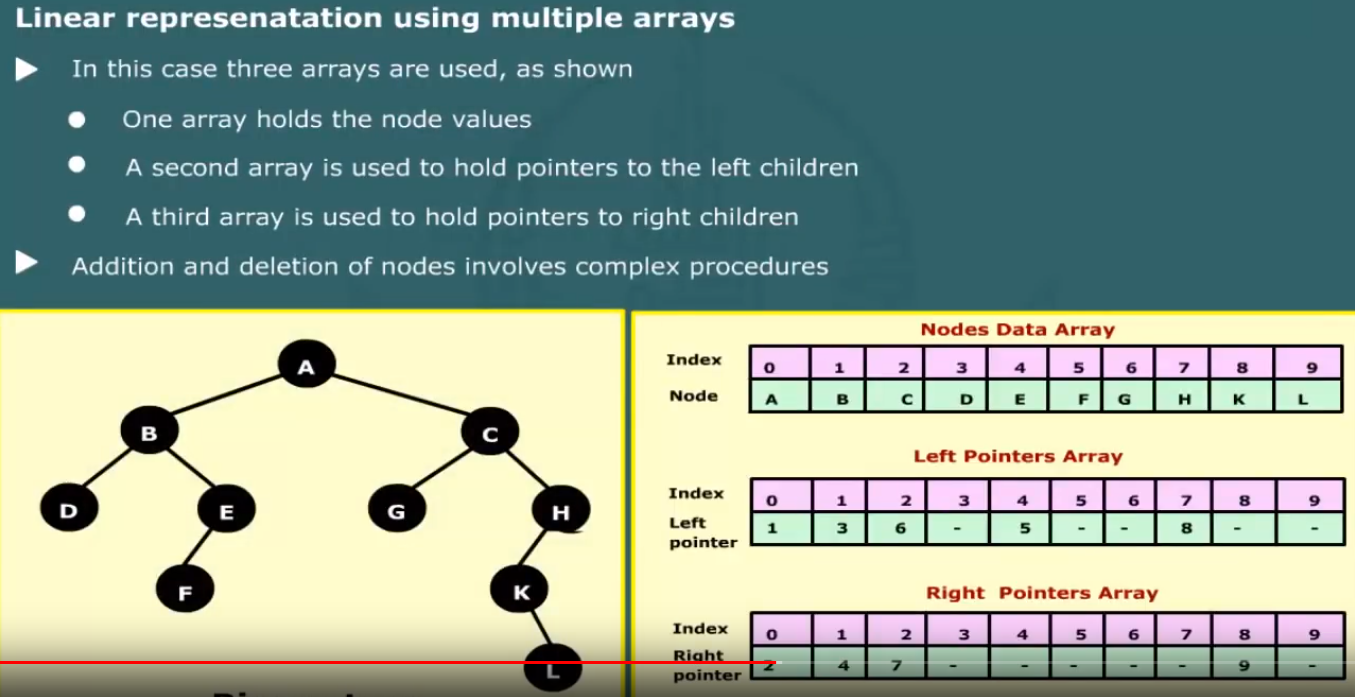 Linear represenatation using multiple arrays
In this case three arrays are used, as shown
One array holds the node values
A second array is used to hold pointers to the left children
A third array is used to hold pointers to right children
Addition and deletion of nodes involves complex procedures
A
B C
D E G H
F K
L
Nodes Data Array
Index 0 1 2 3 4 5 6 7 8 9
Node A B C D E F G H K L
Left Pointers Array
Index 0 1 2 3 4 5 6 7 8 9
Left pointer 1 3 6 - 5 - - 8 - -
Right Pointers Array
Index 0 1 2 3 4 5 6 7 8 9
Right pointer 2 4 7 - - - - - 9 -